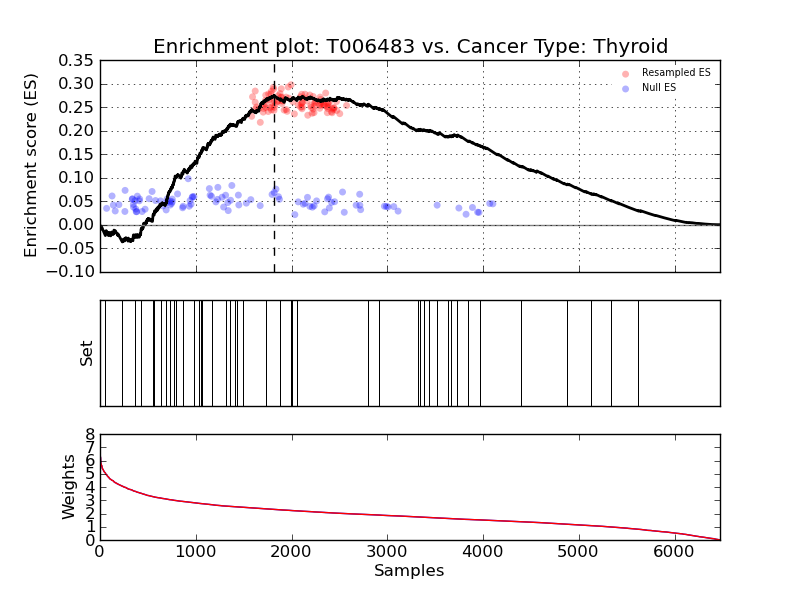 Enrichment plot: T006483 vs. Cancer Type: Thyroid
Enrichment score (ES)
0.35
0.30
0.25
0.20
0.15
0.10
0.05
0.00
−0.05
−0.10
Resampled ES
Null ES
Set
Weights
8
7
6
5
4
3
2
1
0
0 1000 2000 3000 4000 5000 6000
Samples